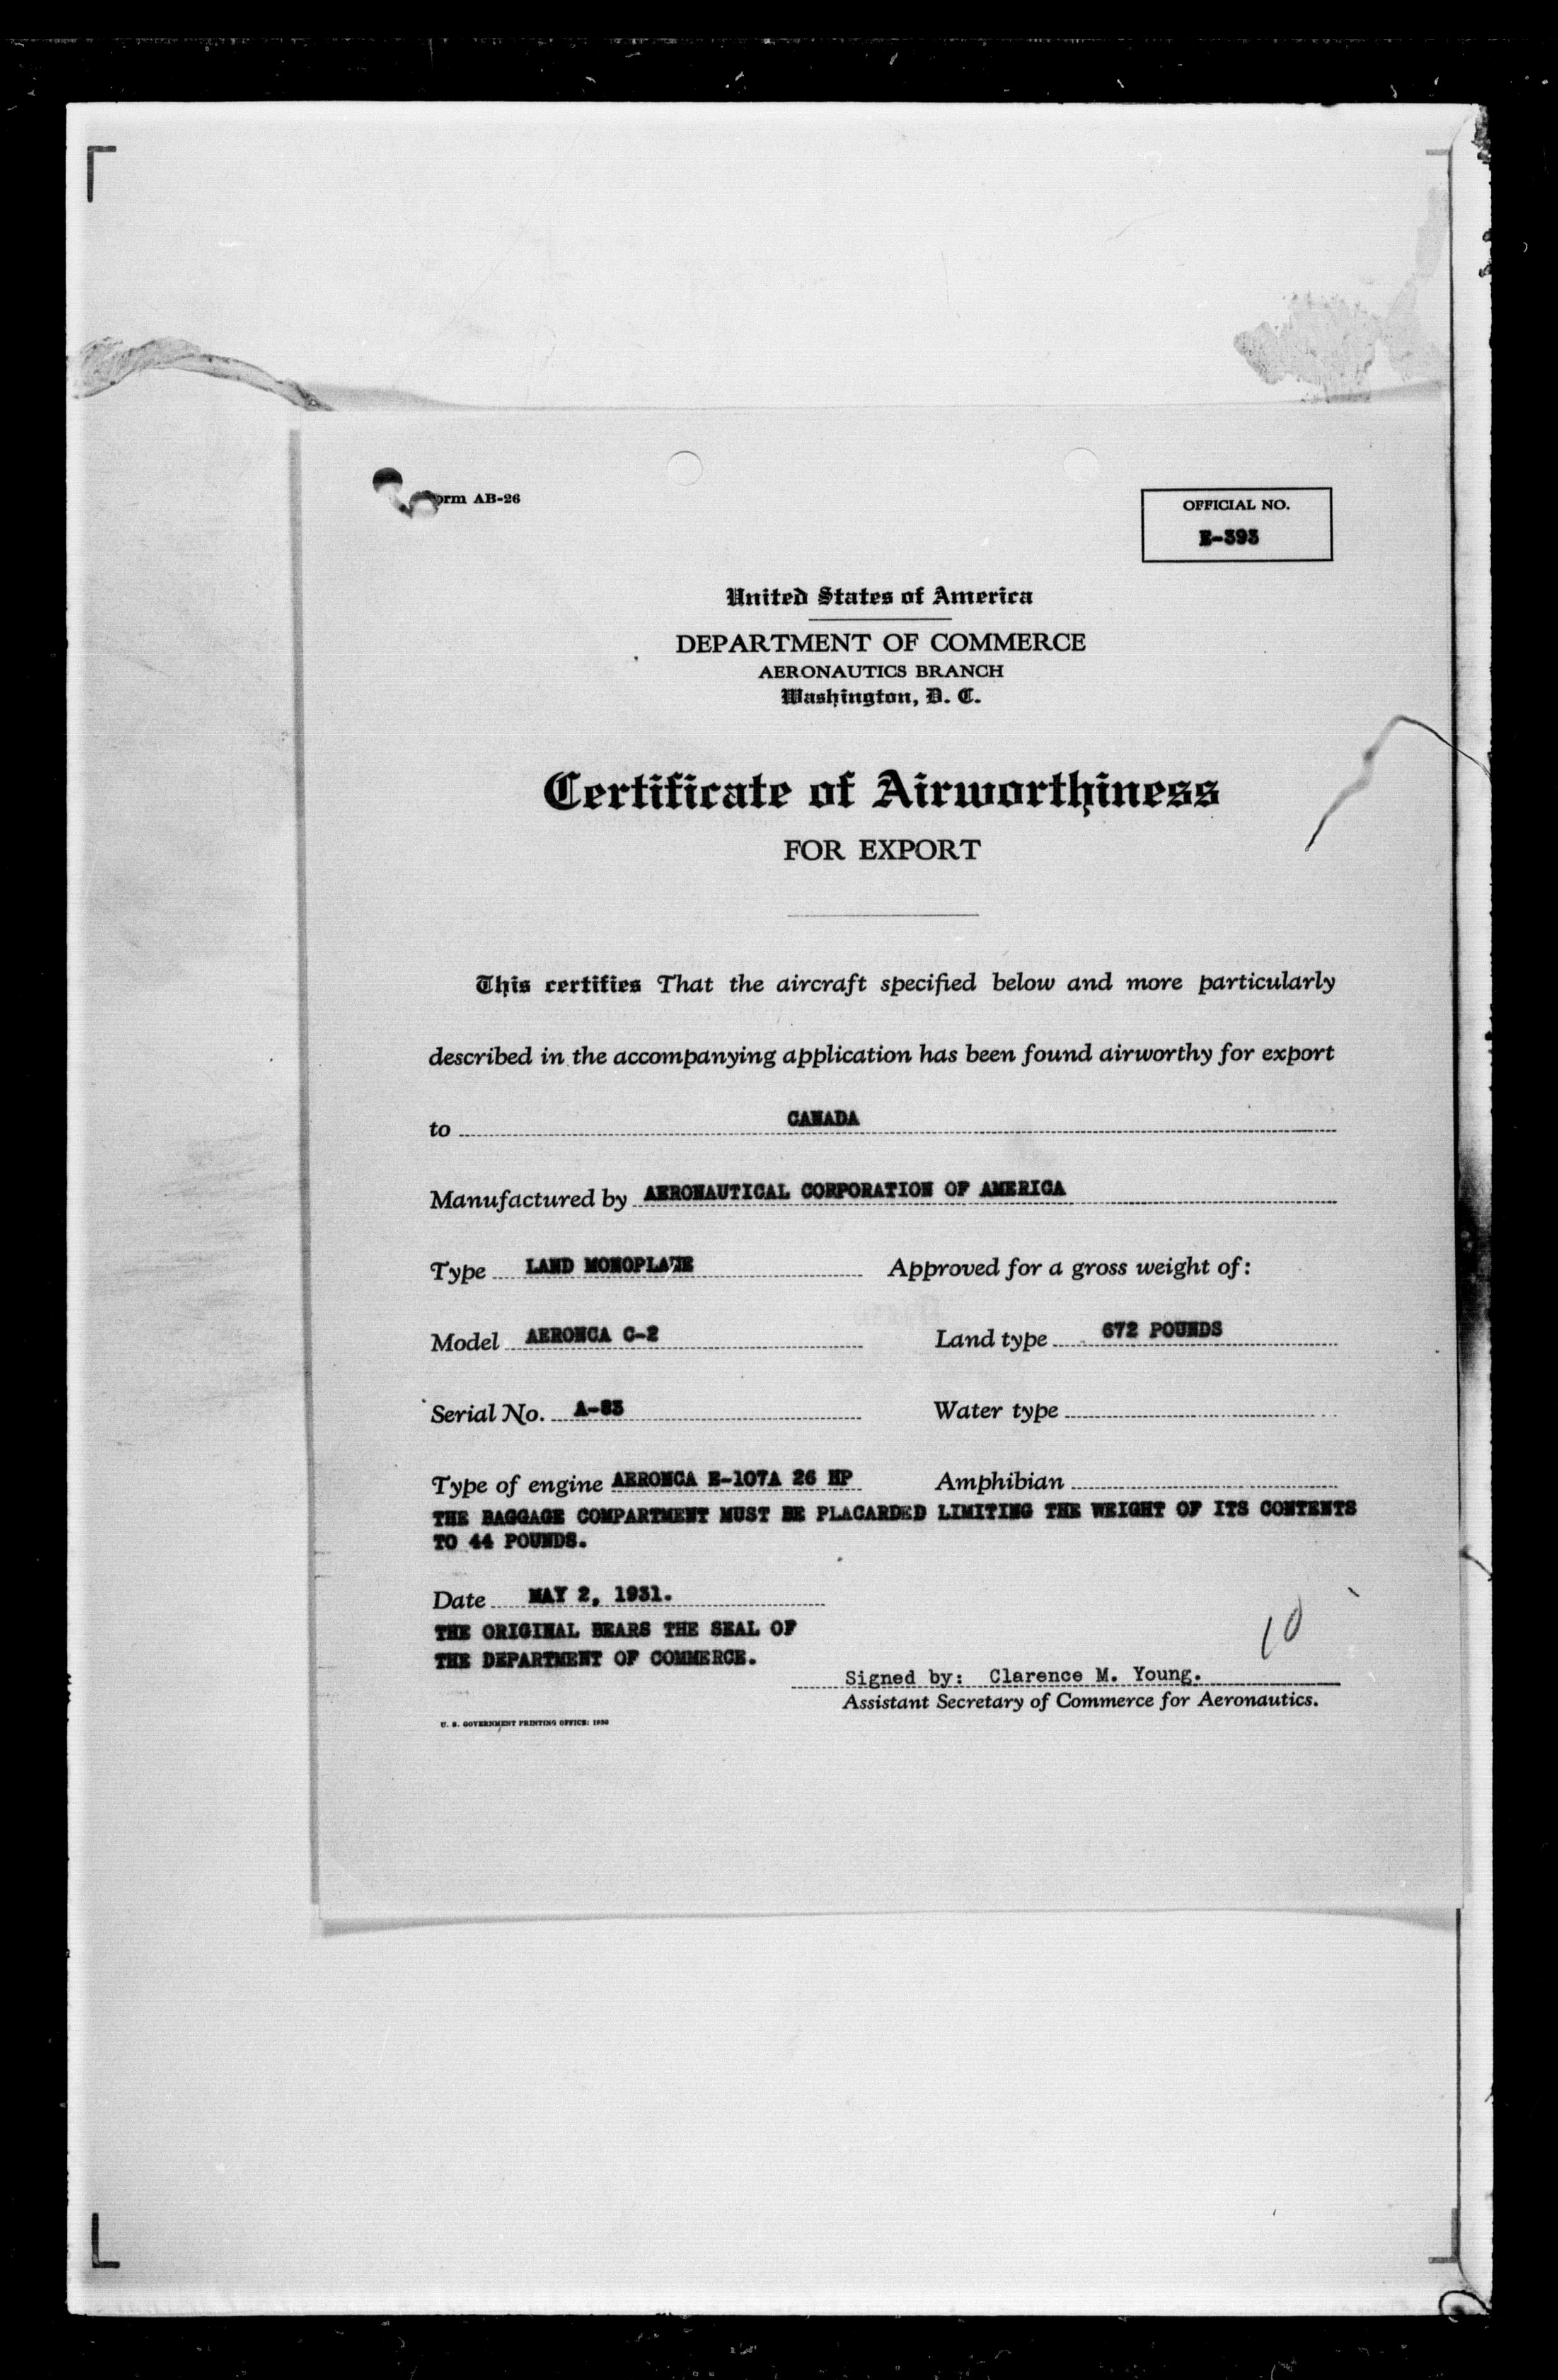 Form AB-26
OFFICIAL NO.
E-393
United States of America
DEPARTMENT OF COMMERCE
AERONAUTICS BRANCH
Washington, D. C.
Certificate of Airworthiness
FOR EXPORT
This certifies That the aircraft specified below and more particularly
described in the accompanying application has been found airworthy for export
to CANADA
Manufactured by AERONAUTICAL CORPORATION OF AMERICA
Type LAND MONOPLANE Approved for a gross weight of:
Model AERONCA C-2 Land type 672 POUNDS
Serial No. A-83 Water type
Type of engine AERONCA E-107A 26 HP Amphibian
THE BAGGAGE COMPARTMENT MUST BE PLACARDED LIMITING THE WEIGHT OF ITS CONTENTS
TO 44 POUNDS.
Date MAY 2, 1931.
THE ORIGINAL BEARS THE SEAL OF
THE DEPARTMENT OF COMMERCE.
10
Signed by: Clarence M. Young.
Assistant Secretary of Commerce for Aeronautics.
U. S. GOVERNMENT PRINTING OFFICE: 1930